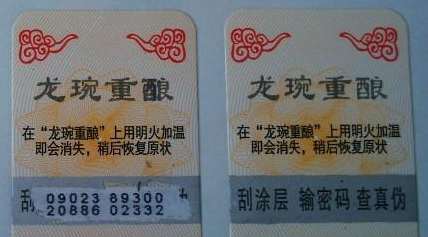 龙琬重酿
在“龙琬重酿”上用明火加温
即会消失，稍后恢复原状
刮
09023 89300
20886 02332
龙琬重酿
在“龙琬重酿”上用明火加温
即会消失，稍后恢复原状
刮涂层 输密码 查真伪